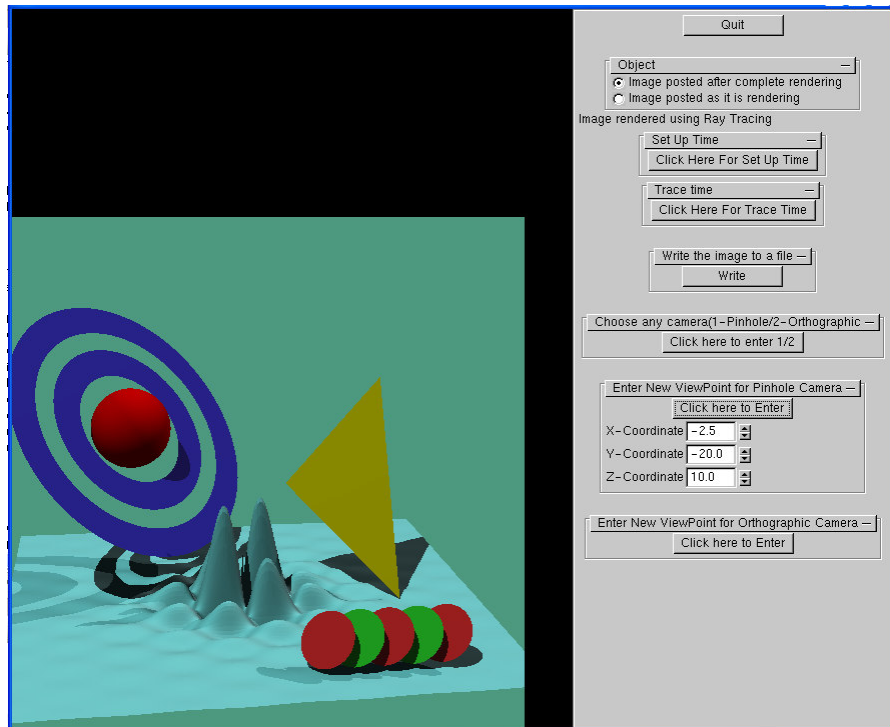 Quit
Object
Image posted after complete rendering
Image posted as it is rendering
Image rendered using Ray Tracing
Set Up Time
Click Here For Set Up Time
Trace time
Click Here For Trace Time
Write the image to a file
Write
Choose any camera(1-Pinhole/2-Orthographic
Click here to enter 1/2
Enter New ViewPoint for Pinhole Camera
Click here to Enter
X-Coordinate -2.5
Y-Coordinate -20.0
Z-Coordinate 10.0
Enter New ViewPoint for Orthographic Camera
Click here to Enter